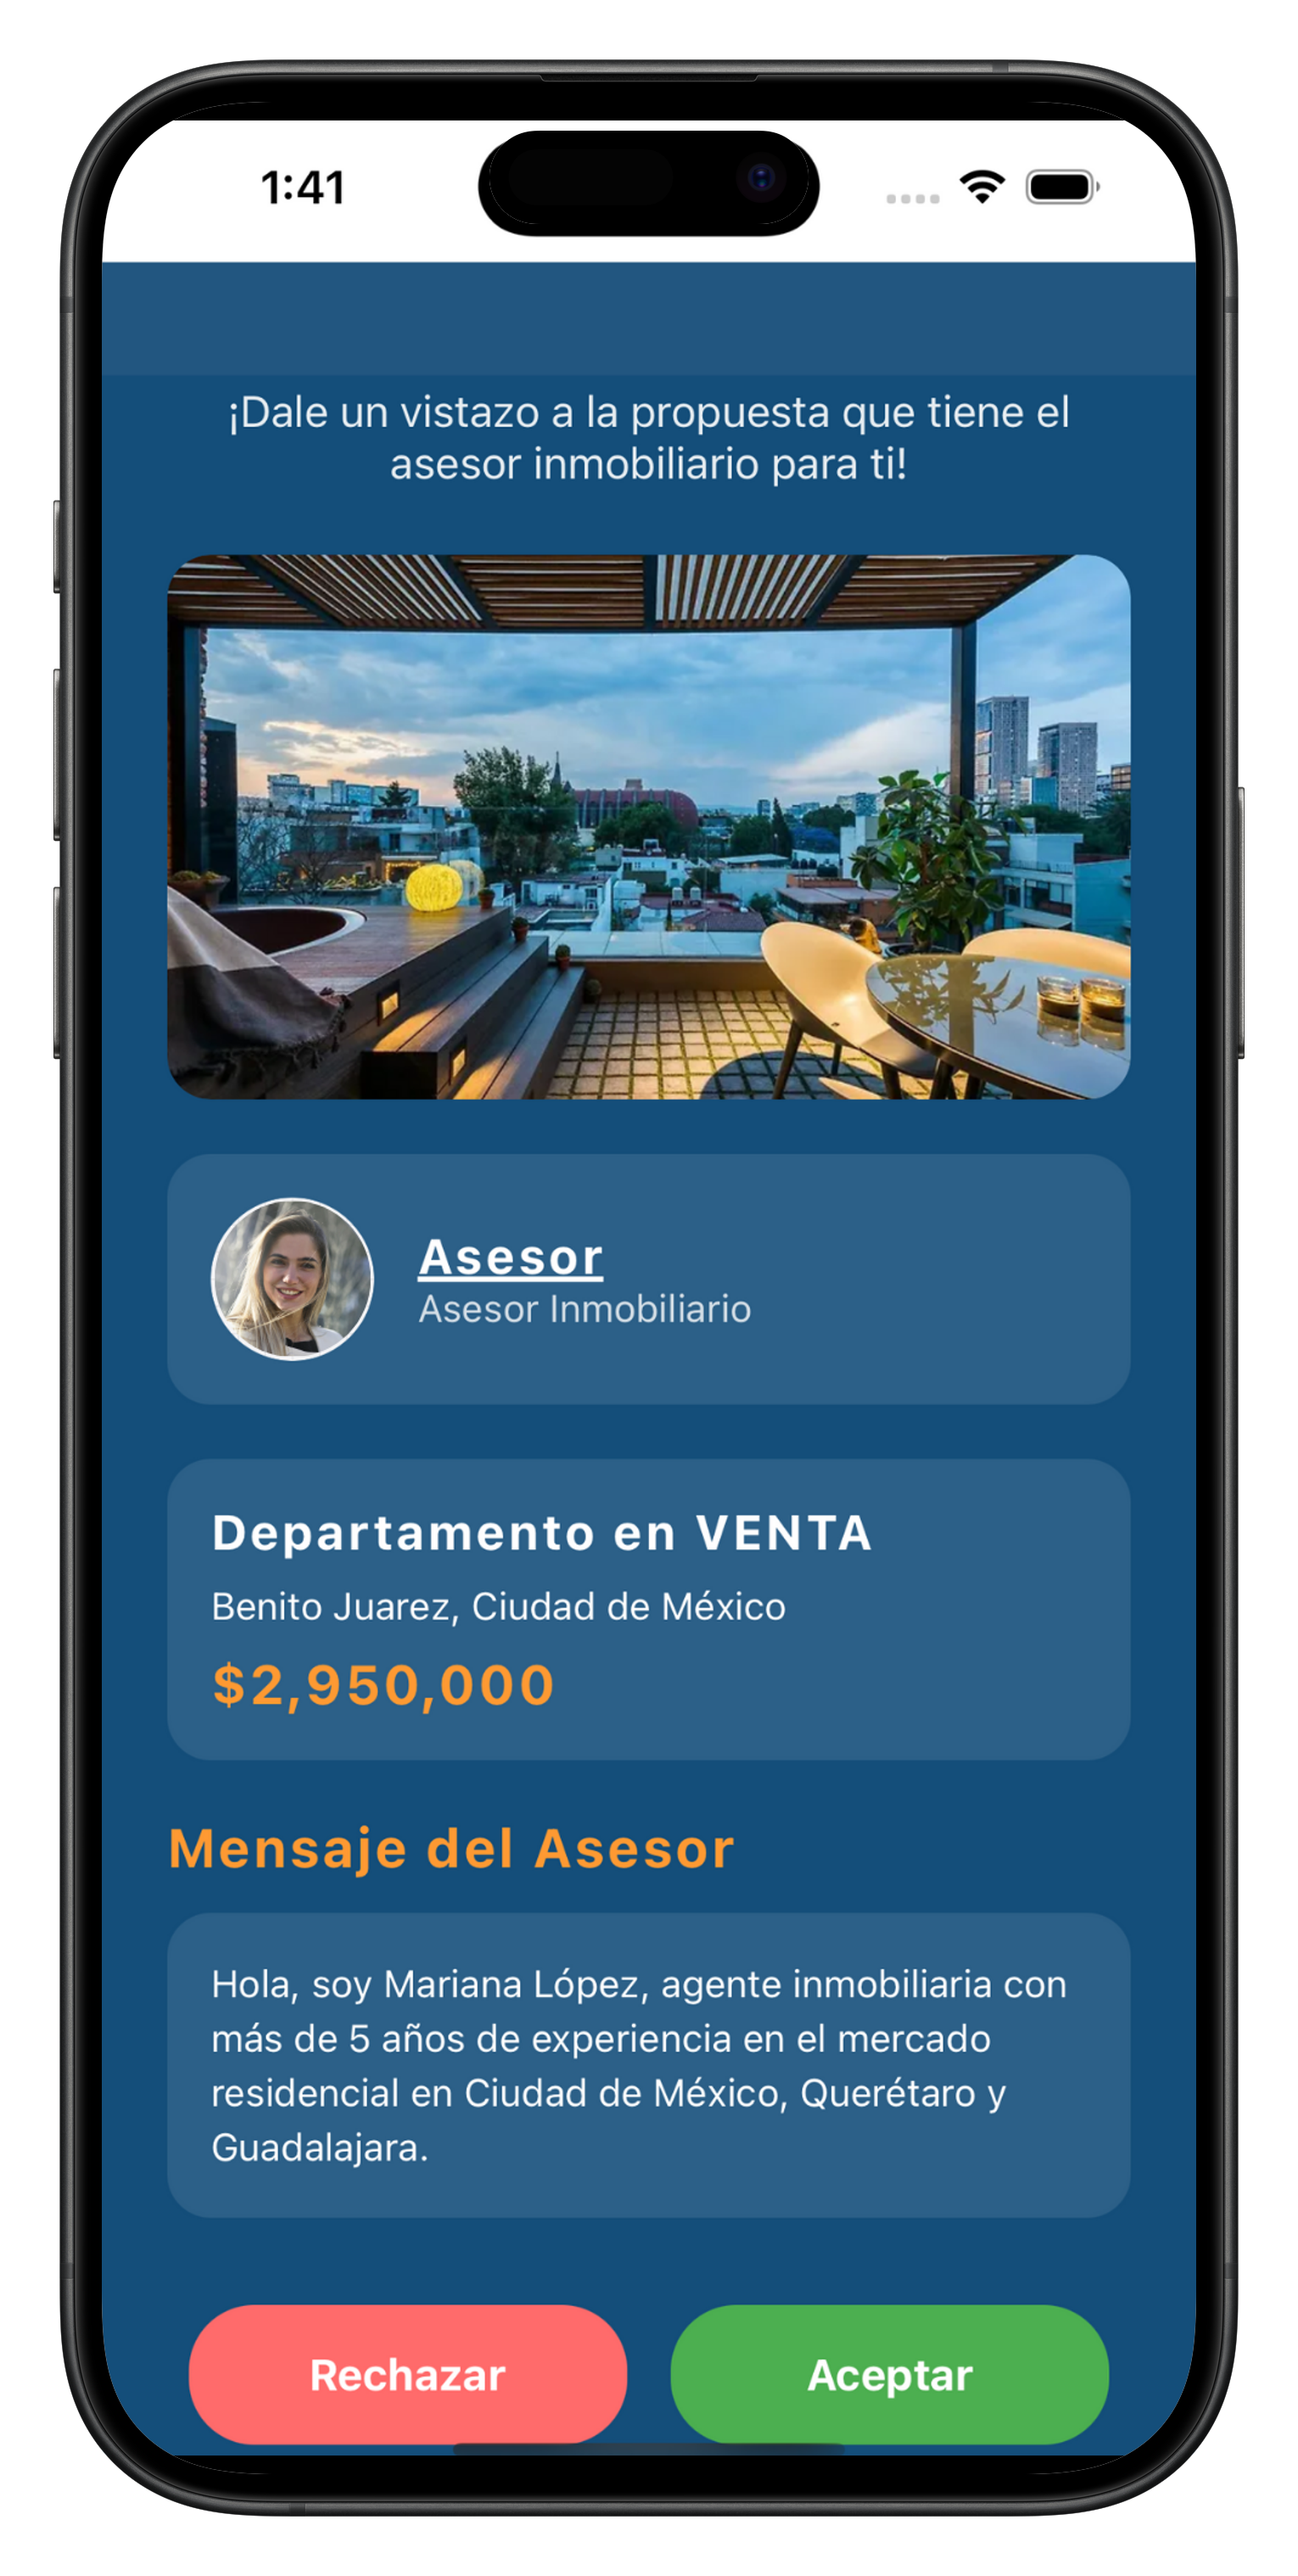 1:41
¡Dale un vistazo a la propuesta que tiene el
asesor inmobiliario para ti!
Asesor
Asesor Inmobiliario
Departamento en VENTA
Benito Juarez, Ciudad de México
$2,950,000
Mensaje del Asesor
Hola, soy Mariana López, agente inmobiliaria con
más de 5 años de experiencia en el mercado
residencial en Ciudad de México, Querétaro y
Guadalajara.
Rechazar
Aceptar